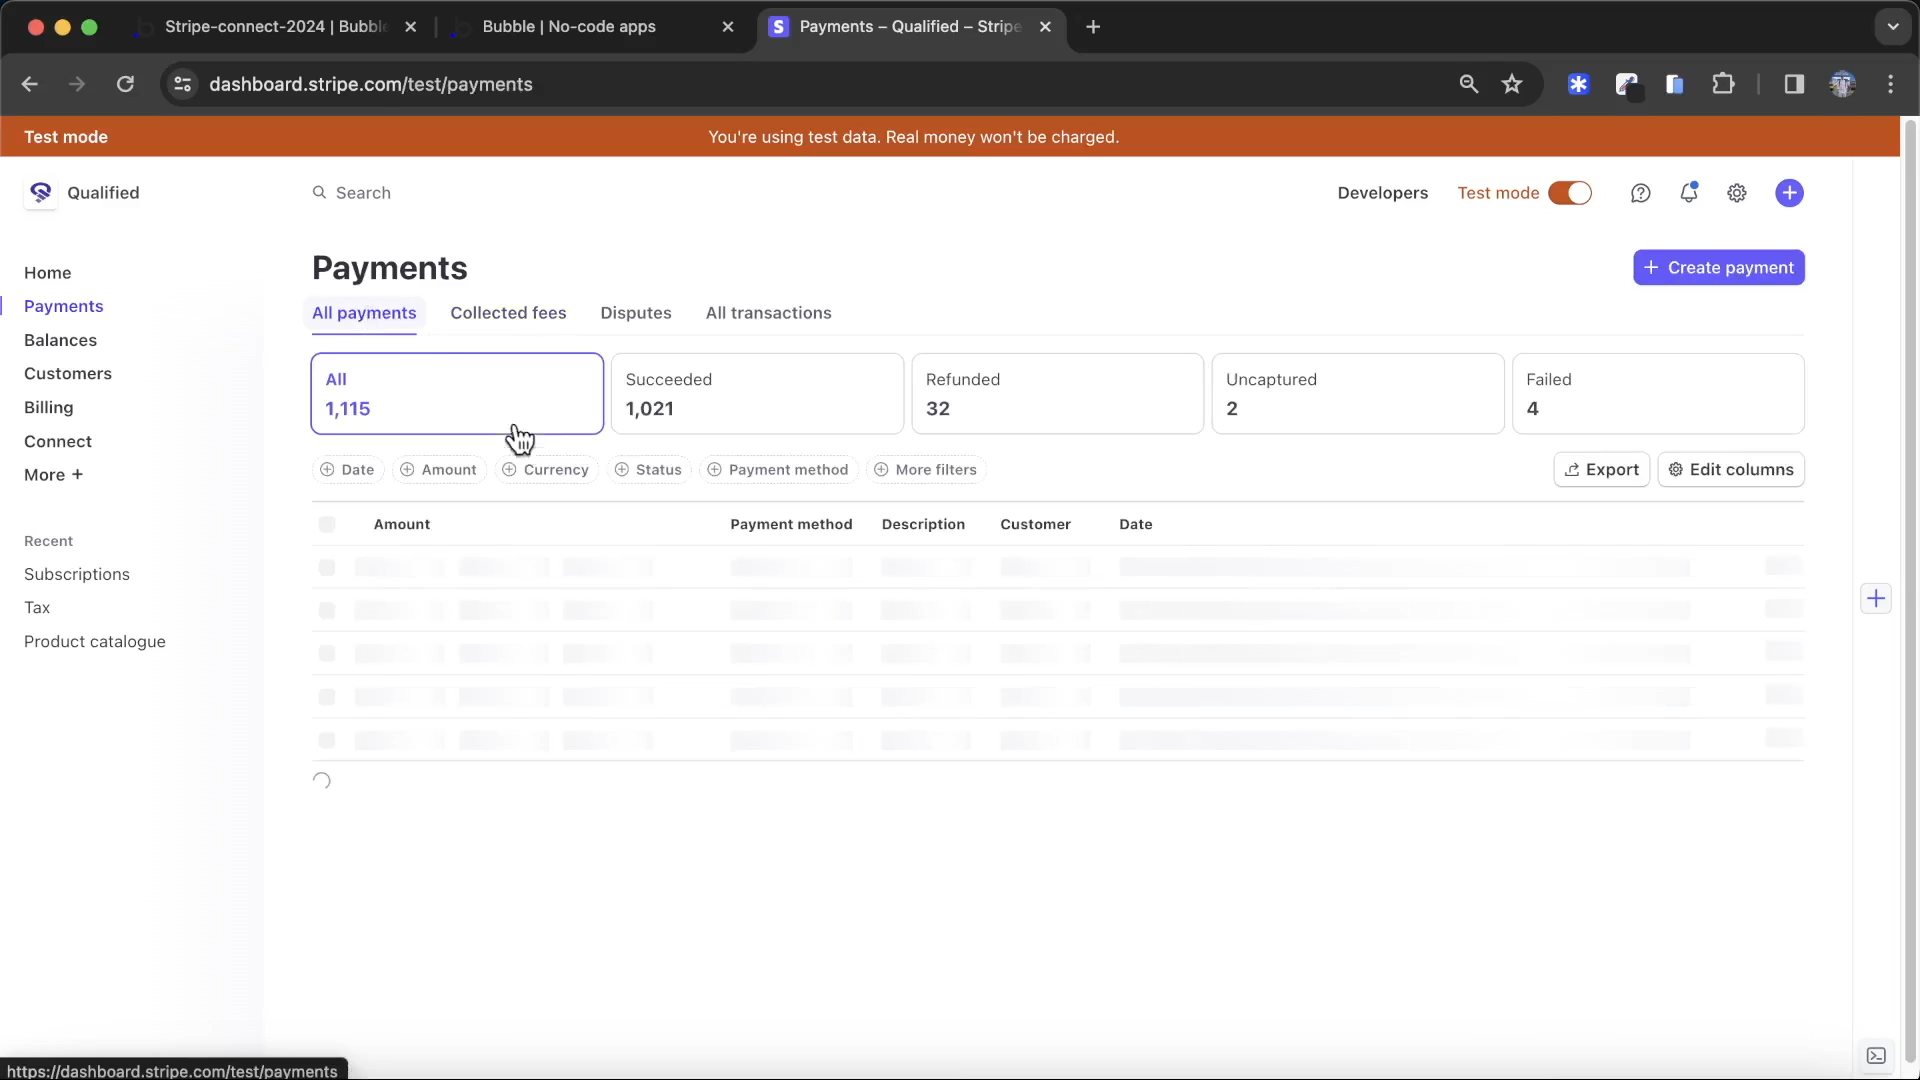 Stripe-connect-2024 | Bubble
Bubble | No-code apps
Payments – Qualified – Stripe
dashboard.stripe.com/test/payments
Test mode
You're using test data. Real money won't be charged.
Qualified
Search
Developers
Test mode
Home
Payments
Balances
Customers
Billing
Connect
More +
Recent
Subscriptions
Tax
Product catalogue
Payments
+ Create payment
All payments
Collected fees
Disputes
All transactions
All
1,115
Succeeded
1,021
Refunded
32
Uncaptured
2
Failed
4
Date
Amount
Currency
Status
Payment method
More filters
Export
Edit columns
Amount
Payment method
Description
Customer
Date
https://dashboard.stripe.com/test/payments